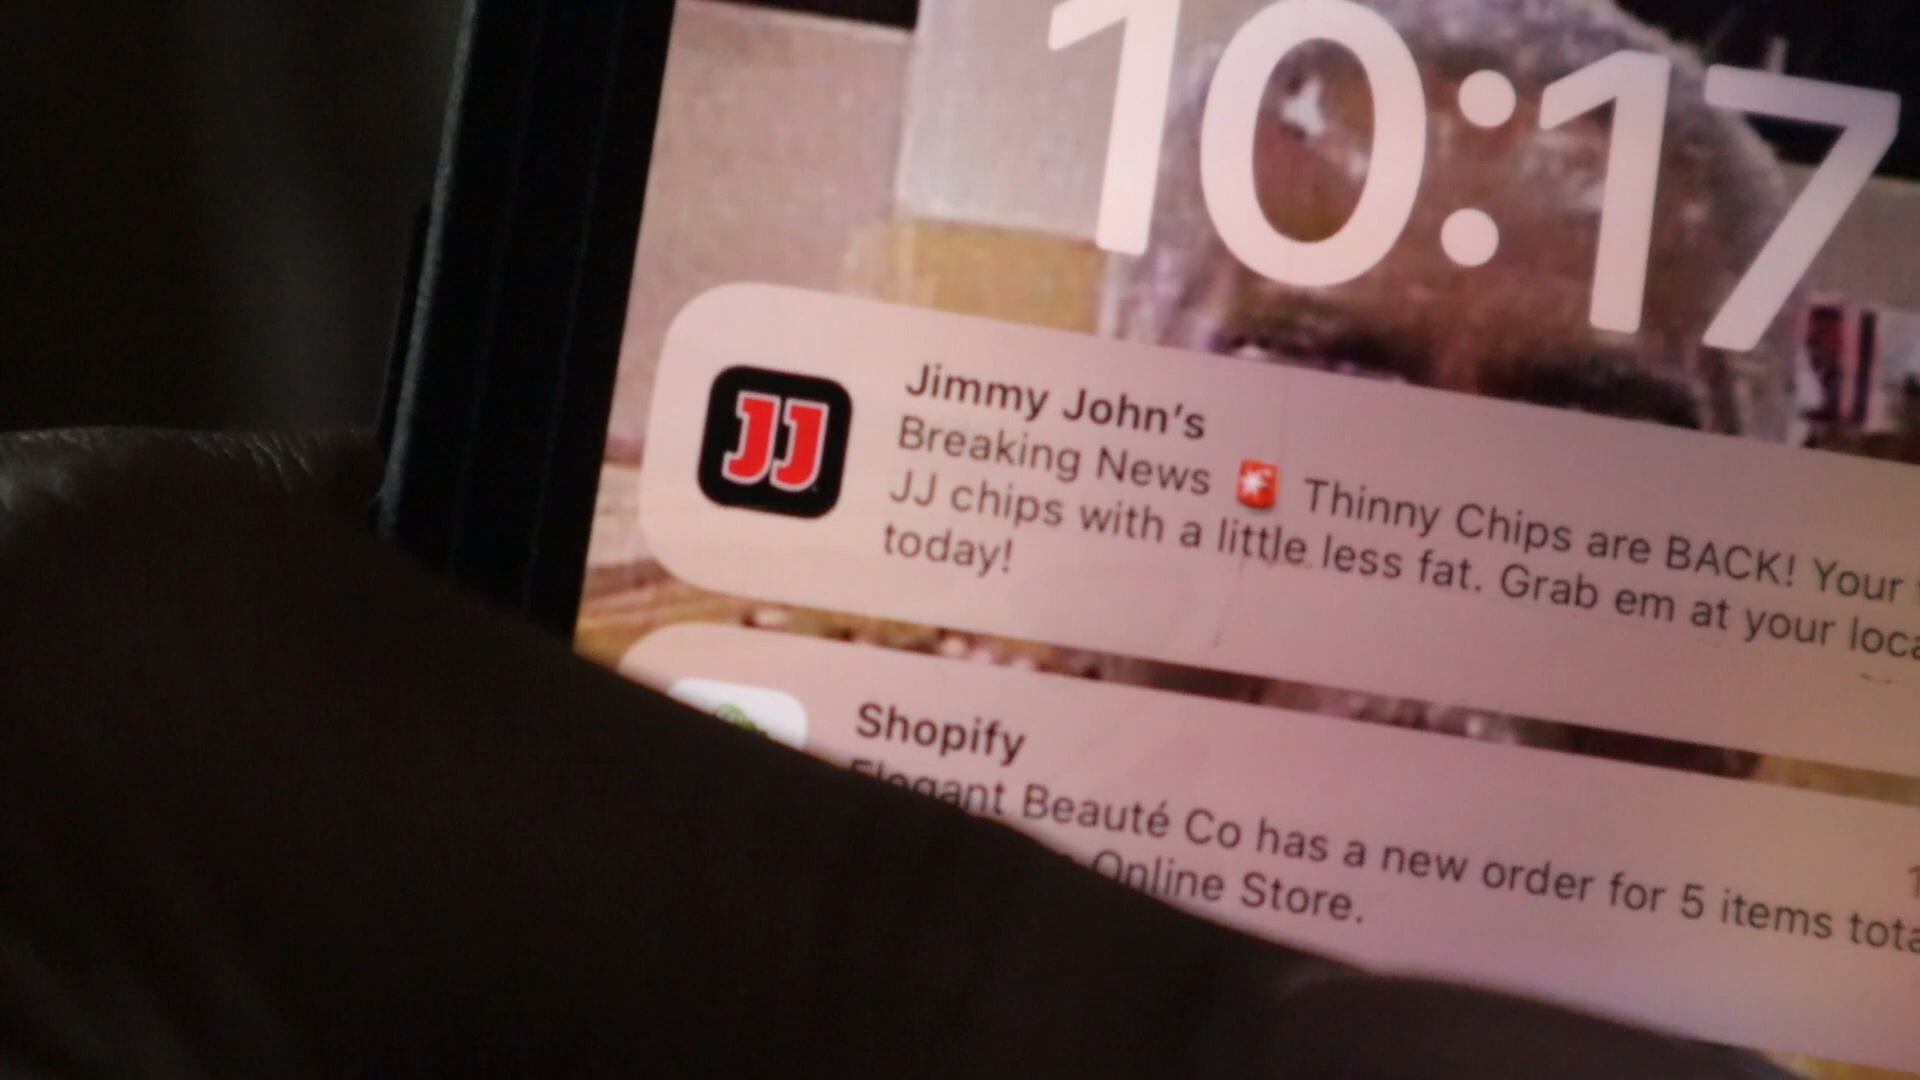 10:17
JJ
Jimmy John's
Breaking News 🚨 Thinny Chips are BACK! Your
JJ chips with a little less fat. Grab em at your
today!
Shopify
Elegant Beauté Co has a new order for 5 items
Online Store.